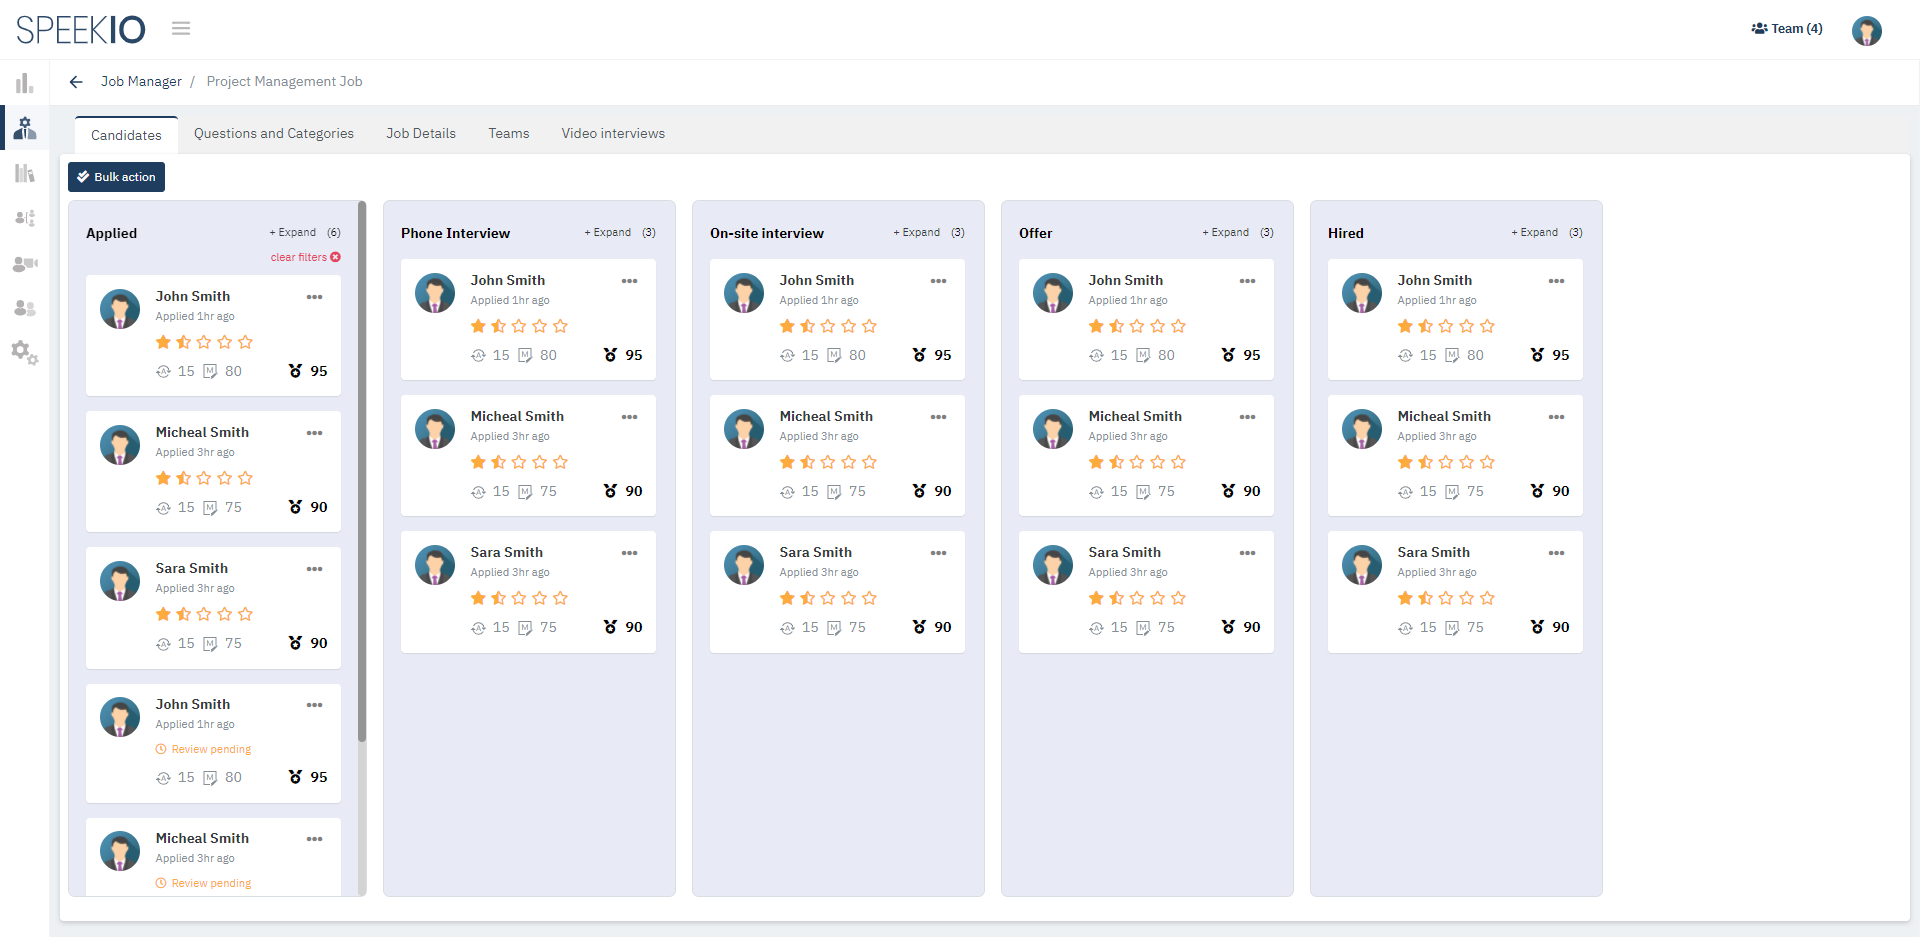 SPEEKIO
Team (4)
Job Manager / Project Management Job
Candidates
Questions and Categories
Job Details
Teams
Video interviews
Bulk action
Applied
+ Expand (6)
clear filters
John Smith
Applied 1hr ago
A 15 M 80 95
Micheal Smith
Applied 3hr ago
A 15 M 75 90
Sara Smith
Applied 3hr ago
A 15 M 75 90
John Smith
Applied 1hr ago
Review pending
A 15 M 80 95
Micheal Smith
Applied 3hr ago
Review pending
Phone Interview
+ Expand (3)
John Smith
Applied 1hr ago
A 15 M 80 95
Micheal Smith
Applied 3hr ago
A 15 M 75 90
Sara Smith
Applied 3hr ago
A 15 M 75 90
On-site interview
+ Expand (3)
John Smith
Applied 1hr ago
A 15 M 80 95
Micheal Smith
Applied 3hr ago
A 15 M 75 90
Sara Smith
Applied 3hr ago
A 15 M 75 90
Offer
+ Expand (3)
John Smith
Applied 1hr ago
A 15 M 80 95
Micheal Smith
Applied 3hr ago
A 15 M 75 90
Sara Smith
Applied 3hr ago
A 15 M 75 90
Hired
+ Expand (3)
John Smith
Applied 1hr ago
A 15 M 80 95
Micheal Smith
Applied 3hr ago
A 15 M 75 90
Sara Smith
Applied 3hr ago
A 15 M 75 90